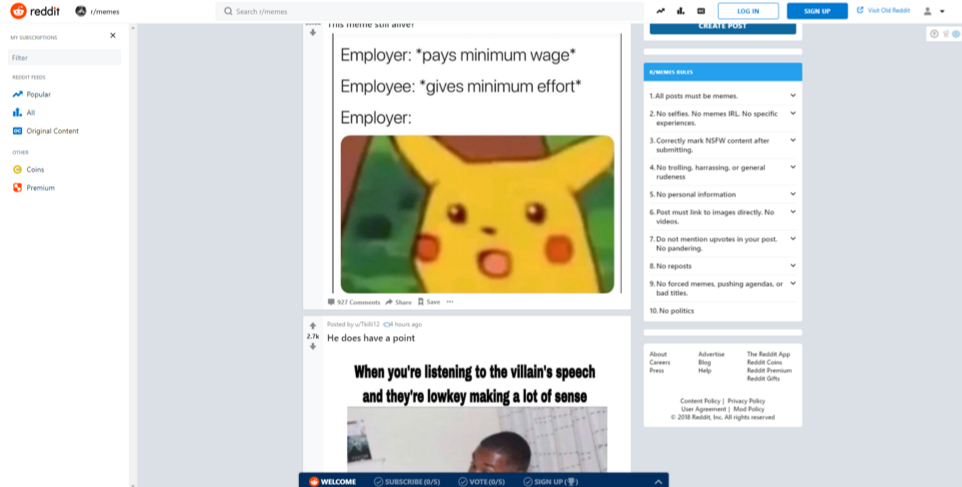 reddit
r/memes
Search r/memes
LOG IN
SIGN UP
Visit Old Reddit
MY SUBSCRIPTIONS
Filter
REDDIT FEEDS
Popular
All
Original Content
OTHER
Coins
Premium
This meme still alive?
Employer: *pays minimum wage*
Employee: *gives minimum effort*
Employer:
927 Comments Share Save
Posted by u/7killi12 4 hours ago
2.7k
He does have a point
When you're listening to the villain's speech
and they're lowkey making a lot of sense
CREATE POST
R/MEMES RULES
1. All posts must be memes.
2. No selfies. No memes IRL. No specific
experiences.
3. Correctly mark NSFW content after
submitting.
4. No trolling, harrassing, or general
rudeness
5. No personal information
6. Post must link to images directly. No
videos.
7. Do not mention upvotes in your post.
No pandering.
8. No reposts
9. No forced memes, pushing agendas, or
bad titles.
10. No politics
About Advertise The Reddit App
Careers Blog Reddit Coins
Press Help Reddit Premium
Reddit Gifts
Content Policy | Privacy Policy
User Agreement | Mod Policy
© 2018 Reddit, Inc. All rights reserved
WELCOME SUBSCRIBE (0/5) VOTE (0/5) SIGN UP ( )